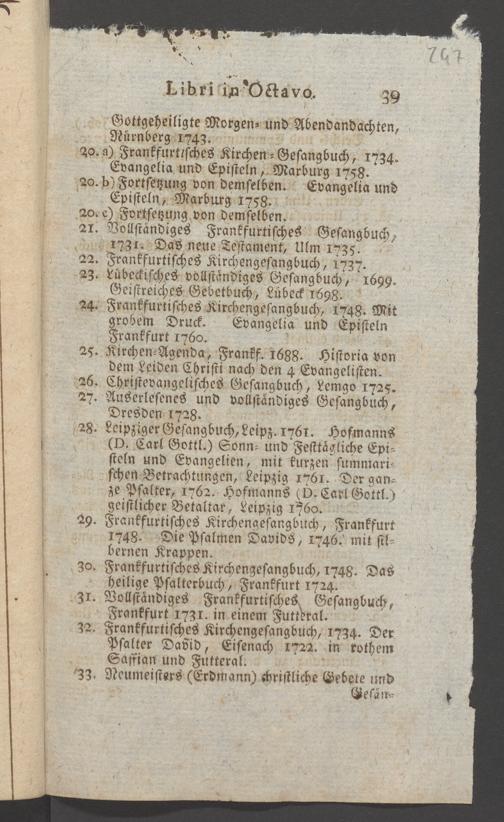 247
Libri in Octavo. 39
Gottgeheiligte Morgen- und Abendandachten,
Nürnberg 1743.
20. a) Frankfurtisches Kirchen-Gesangbuch, 1734.
Evangelia und Episteln, Marburg 1758.
20. b) Fortsetzung von demselben. Evangelia und
Episteln, Marburg 1758.
20. c) Fortsetzung von demselben.
21. Vollständiges Frankfurtisches Gesangbuch,
1731. Das neue Testament, Ulm 1735.
22. Frankfurtisches Kirchengesangbuch, 1737.
23. Lübeckisches vollständiges Gesangbuch, 1699.
Geistreiches Gebetbuch, Lübeck 1698.
24. Frankfurtisches Kirchengesangbuch, 1748. Mit
grobem Druck. Evangelia und Episteln
Frankfurt 1760.
25. Kirchen-Agenda, Frankf. 1688. Historia von
dem Leiden Christi nach den 4 Evangelisten.
26. Christevangelisches Gesangbuch, Lemgo 1725.
27. Auserlesenes und vollständiges Gesangbuch,
Dresden 1728.
28. Leipziger Gesangbuch, Leipz. 1761. Hofmanns
(D. Carl Gottl.) Sonn- und Festtägliche Epi-
steln und Evangelien, mit kurzen summari-
schen Betrachtungen, Leipzig 1761. Der gan-
ze Psalter, 1762. Hofmanns (D. Carl Gottl.)
geistlicher Betaltar, Leipzig 1760.
29. Frankfurtisches Kirchengesangbuch, Frankfurt
1748. Die Psalmen Davids, 1746. mit sil-
bernen Krappen.
30. Frankfurtisches Kirchengesangbuch, 1748. Das
heilige Psalterbuch, Frankfurt 1724.
31. Vollständiges Frankfurtisches Gesangbuch,
Frankfurt 1731. in einem Futteral.
32. Frankfurtisches Kirchengesangbuch, 1734. Der
Psalter David, Eisenach 1722. in rothem
Saffian und Futteral.
33. Neumeisters (Erdmann) christliche Gebete und
Gesän-